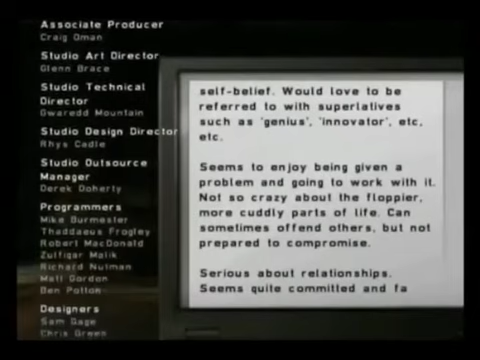 Associate Producer
Craig Oman
Studio Art Director
Glenn Brace
Studio Technical
Director
Gwaredd Mountain
Studio Design Director
Rhys Cadle
Studio Outsource
Manager
Derek Doherty
Programmers
Mike Burmester
Thaddaeus Frogley
Robert MacDonald
Zulfiqar Malik
Richard Nutman
Matt Gordon
Ben Potton
Designers
Sam Gage
Chris Green
self-belief. Would love to be
referred to with superlatives
such as 'genius', 'innovator', etc,
etc.
Seems to enjoy being given a
problem and going to work with it.
Not so crazy about the floppier,
more cuddly parts of life. Can
sometimes offend others, but not
prepared to compromise.
Serious about relationships.
Seems quite committed and fa